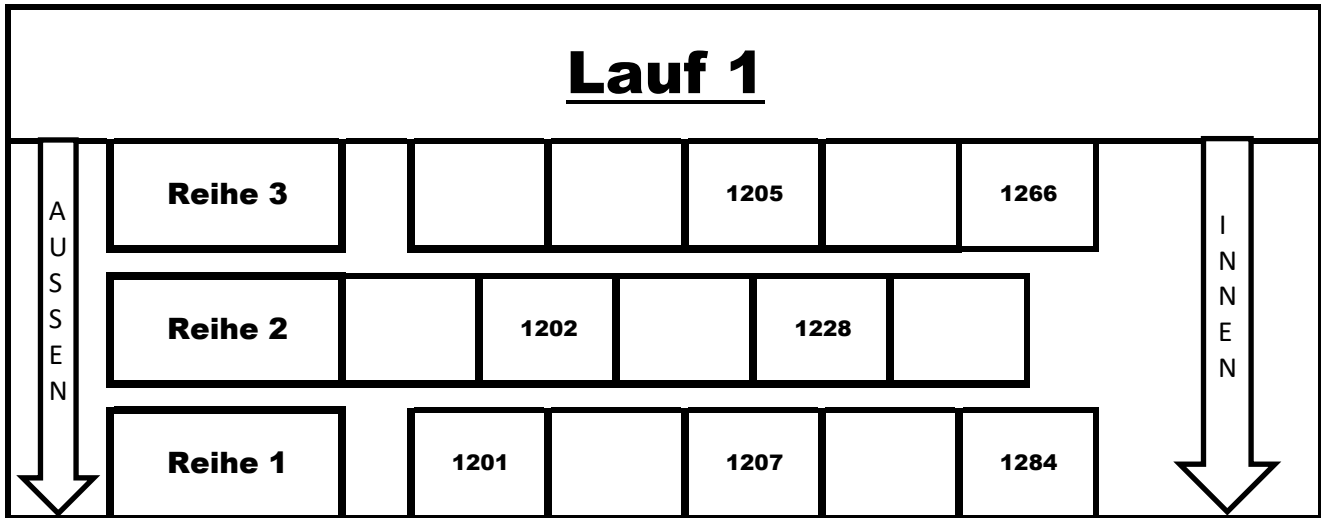 Lauf 1
AUSSEN
INNEN
Reihe 3 1205 1266
Reihe 2 1202 1228
Reihe 1 1201 1207 1284